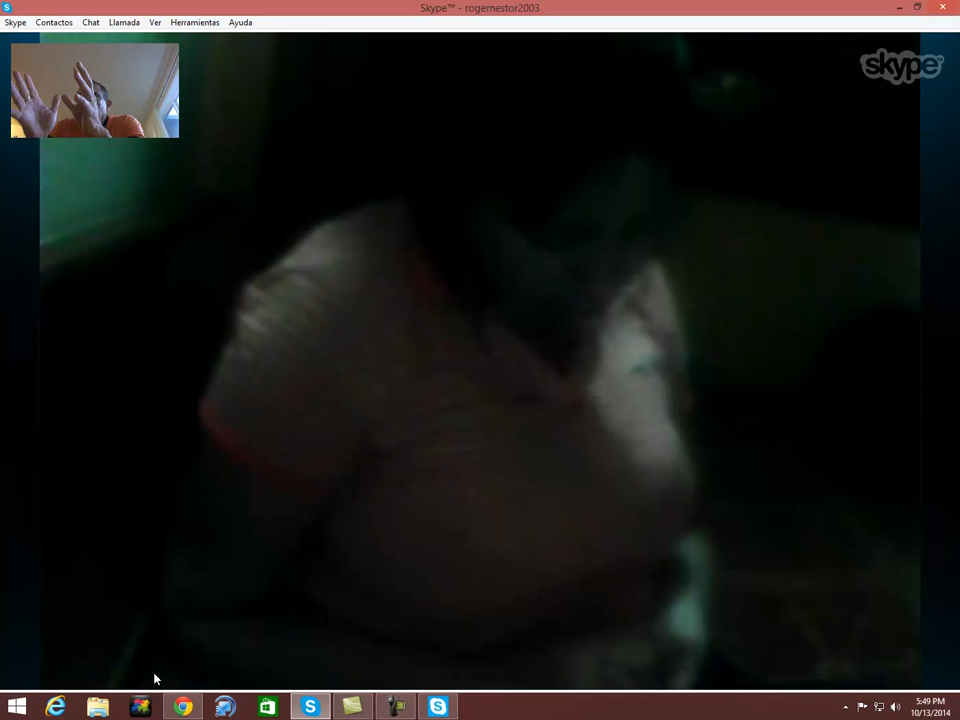 Skype™ - rogernestor2003
Skype Contactos Chat Llamada Ver Herramientas Ayuda
skype
5:49 PM
10/13/2014